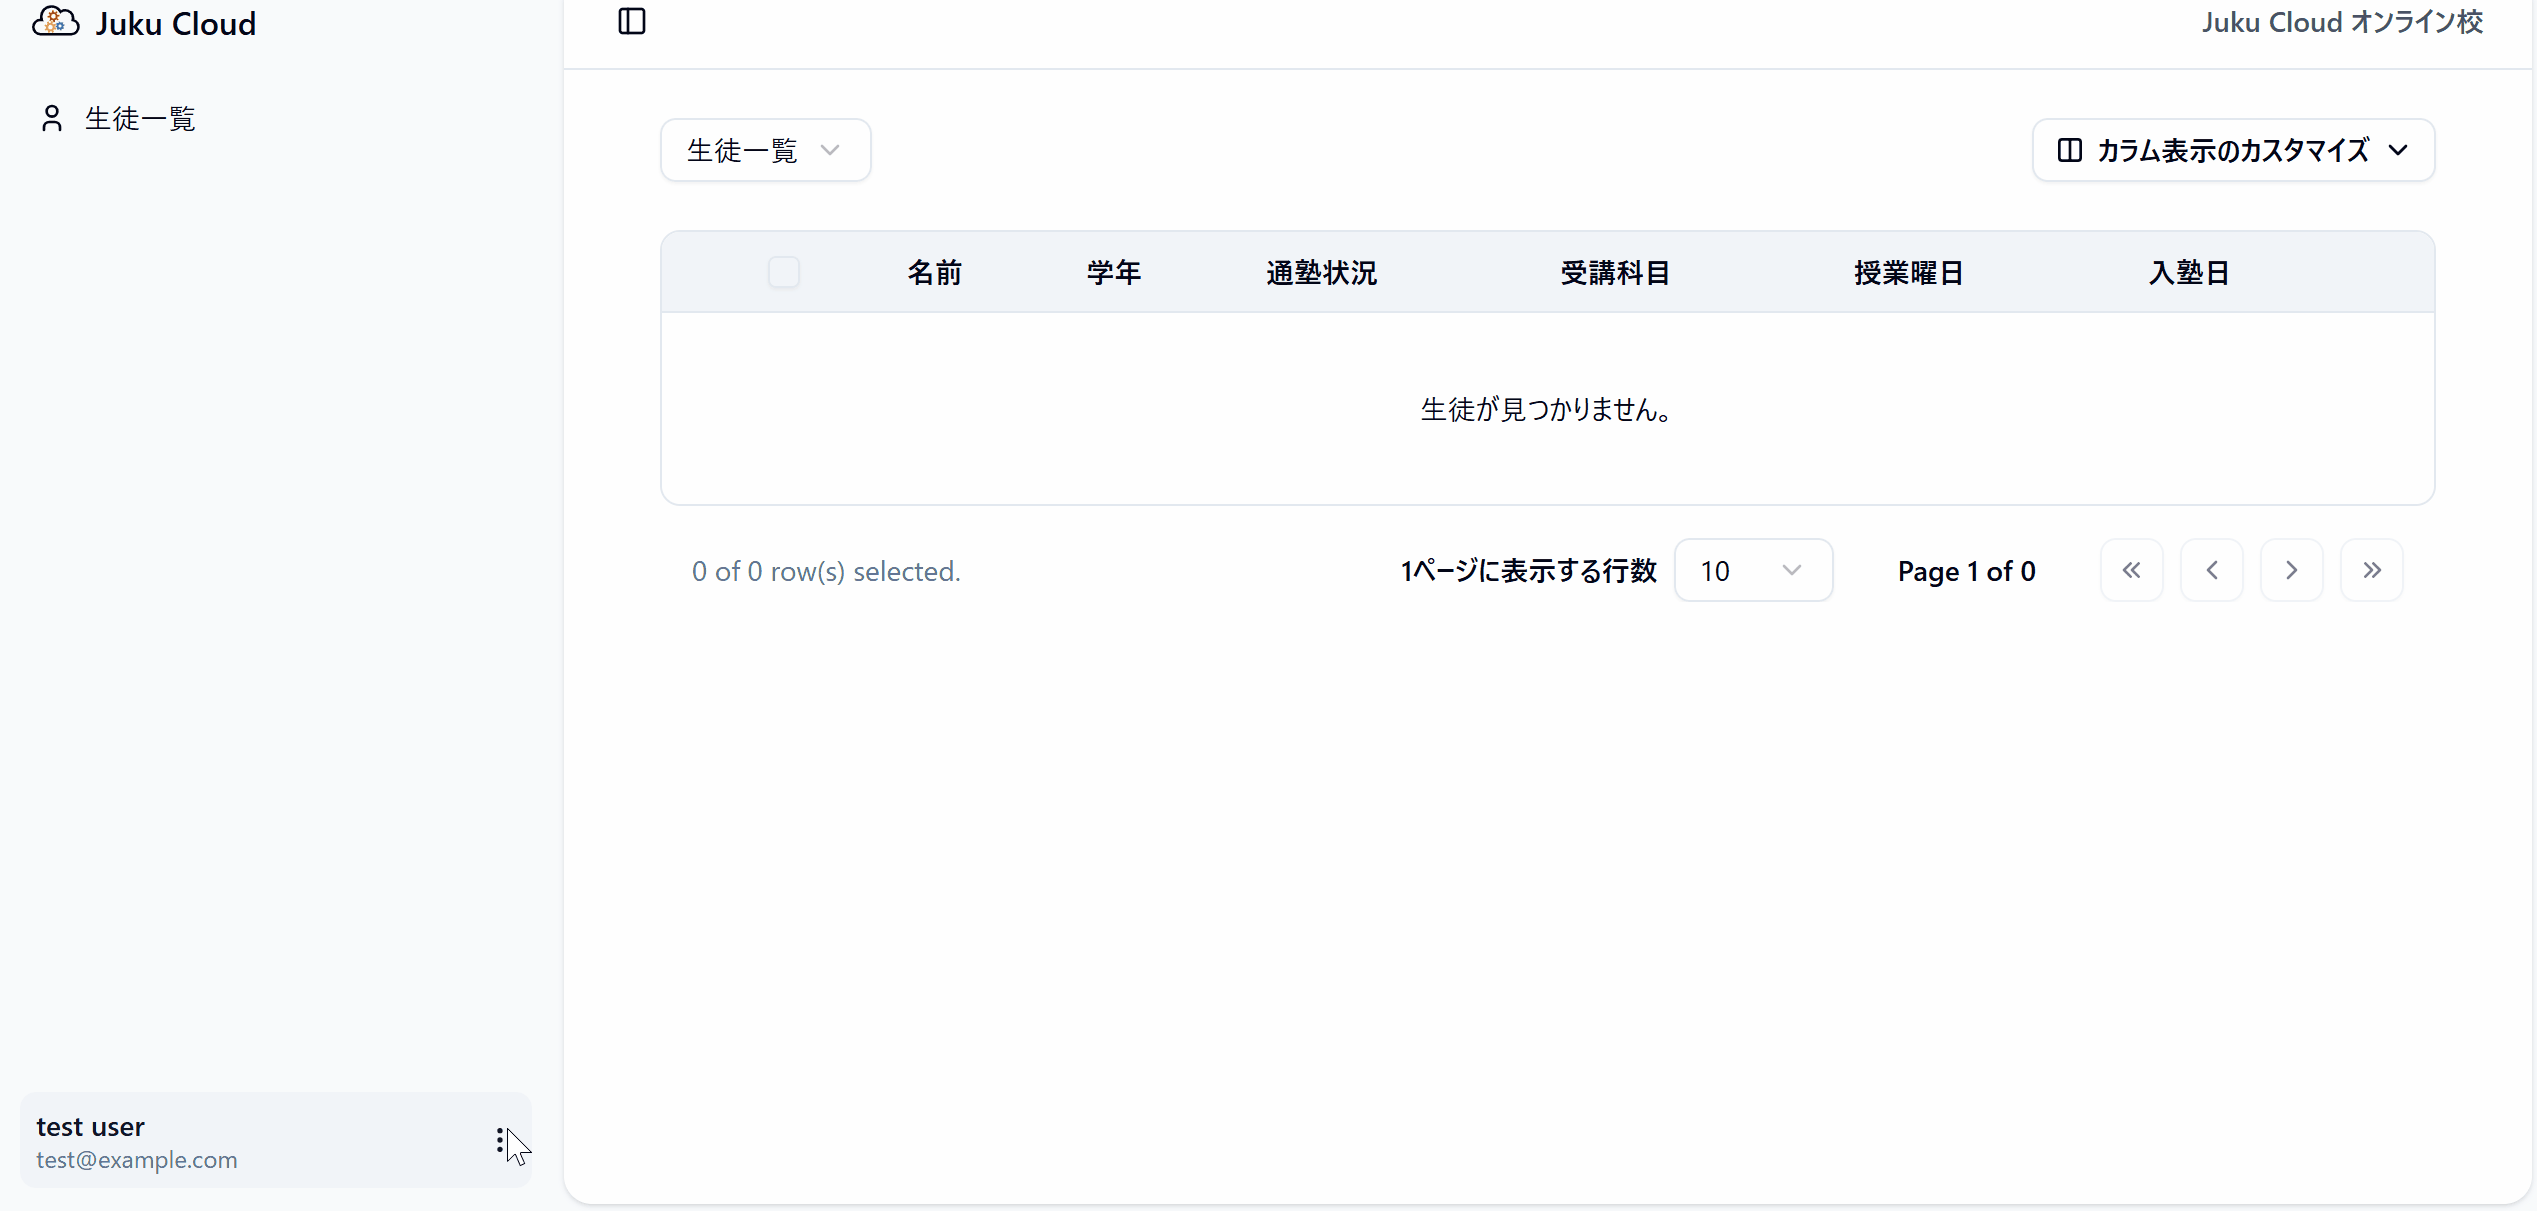 Juku Cloud
Juku Cloud オンライン校
生徒一覧
生徒一覧
カラム表示のカスタマイズ
名前 学年 通塾状況 受講科目 授業曜日 入塾日
生徒が見つかりません。
0 of 0 row(s) selected.
1ページに表示する行数 10 Page 1 of 0
test user
test@example.com